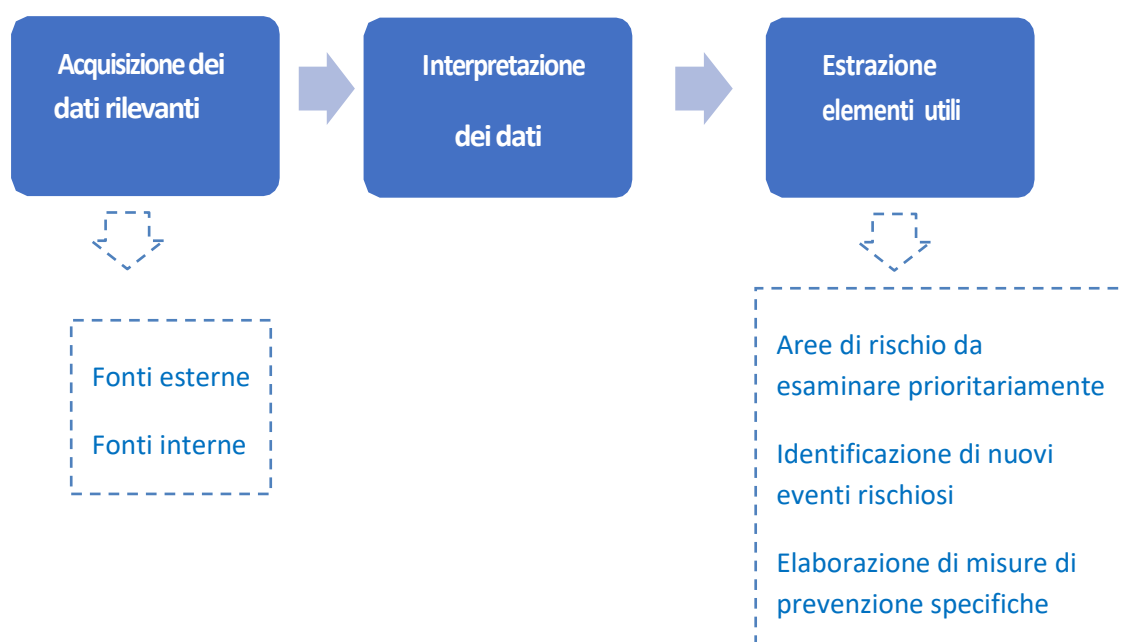 Acquisizione dei
dati rilevanti
Interpretazione
dei dati
Estrazione
elementi utili
Fonti esterne
Fonti interne
Aree di rischio da
esaminare prioritariamente
Identificazione di nuovi
eventi rischiosi
Elaborazione di misure di
prevenzione specifiche